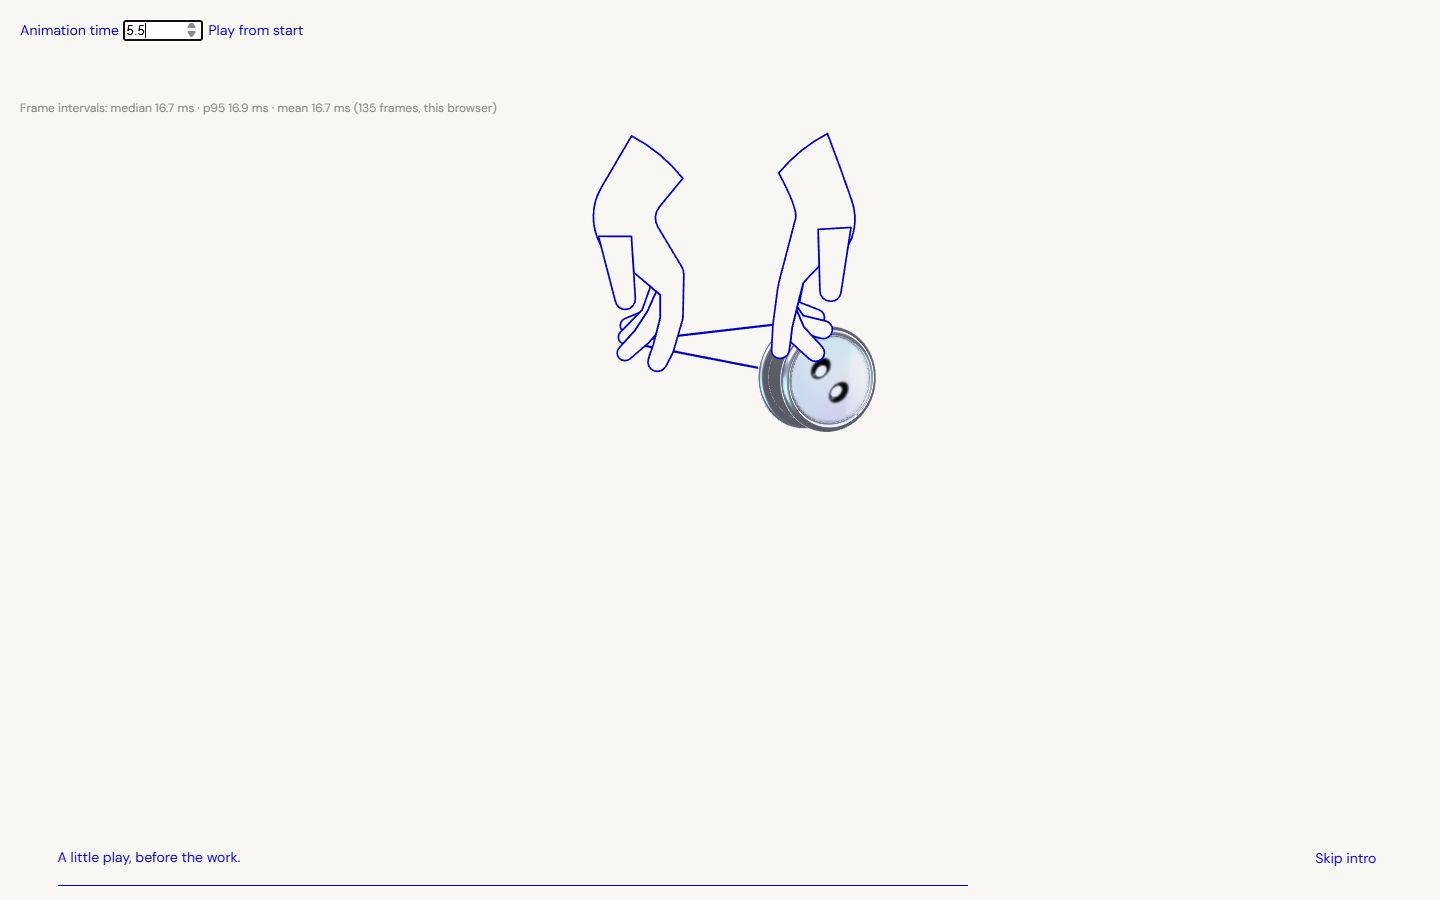 Animation time 5.5 Play from start
Frame intervals: median 16.7 ms · p95 16.9 ms · mean 16.7 ms (135 frames, this browser)
A little play, before the work.
Skip intro